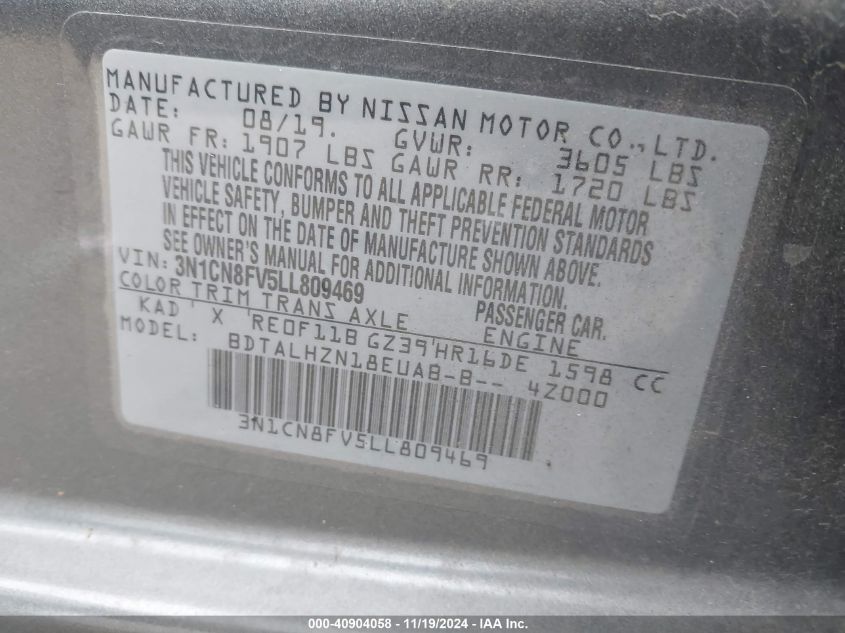 MANUFACTURED BY NISSAN MOTOR CO., LTD.
DATE: 08/19. GVWR: 3605 LBS
GAWR FR: 1907 LBS GAWR RR: 1720 LBS
THIS VEHICLE CONFORMS TO ALL APPLICABLE FEDERAL MOTOR
VEHICLE SAFETY, BUMPER AND THEFT PREVENTION STANDARDS
IN EFFECT ON THE DATE OF MANUFACTURE SHOWN ABOVE.
SEE OWNER'S MANUAL FOR ADDITIONAL INFORMATION.
VIN: 3N1CN8FV5LL809469 PASSENGER CAR.
COLOR TRIM TRANS AXLE ENGINE
KAD X RE0F11B GZ39 HR16DE 1598 CC
MODEL: BDTALHZN18EUAB-B-- 4Z000
3N1CN8FV5LL809469
000-40904058 - 11/19/2024 - IAA Inc.